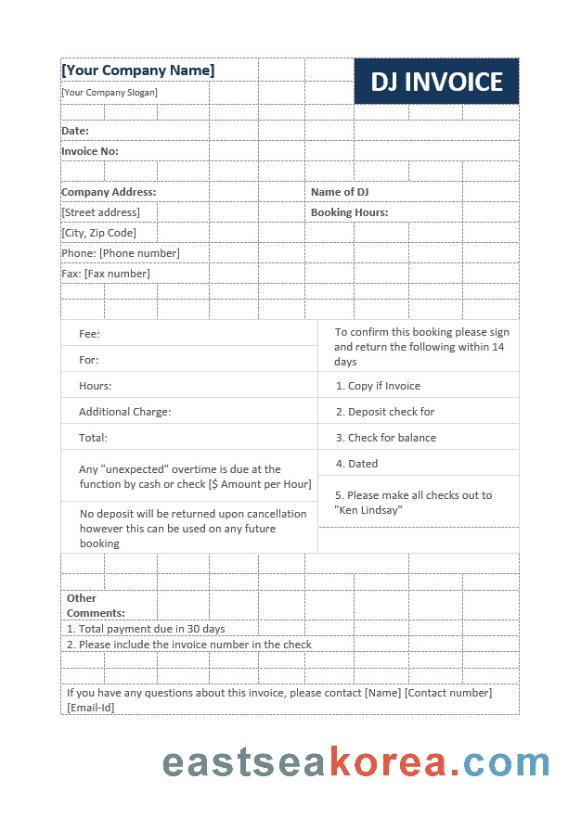 [Your Company Name]
DJ INVOICE
[Your Company Slogan]
Date:
Invoice No:
Company Address:
Name of DJ
[Street address]
Booking Hours:
[City, Zip Code]
Phone: [Phone number]
Fax: [Fax number]
Fee:
For:
Hours:
Additional Charge:
Total:
Any "unexpected" overtime is due at the
function by cash or check [$ Amount per Hour]
No deposit will be returned upon cancellation
however this can be used on any future
booking
To confirm this booking please sign
and return the following within 14
days
1. Copy if Invoice
2. Deposit check for
3. Check for balance
4. Dated
5. Please make all checks out to
"Ken Lindsay"
Other
Comments:
1. Total payment due in 30 days
2. Please include the invoice number in the check
If you have any questions about this invoice, please contact [Name] [Contact number]
[Email-Id]
eastseakorea.com